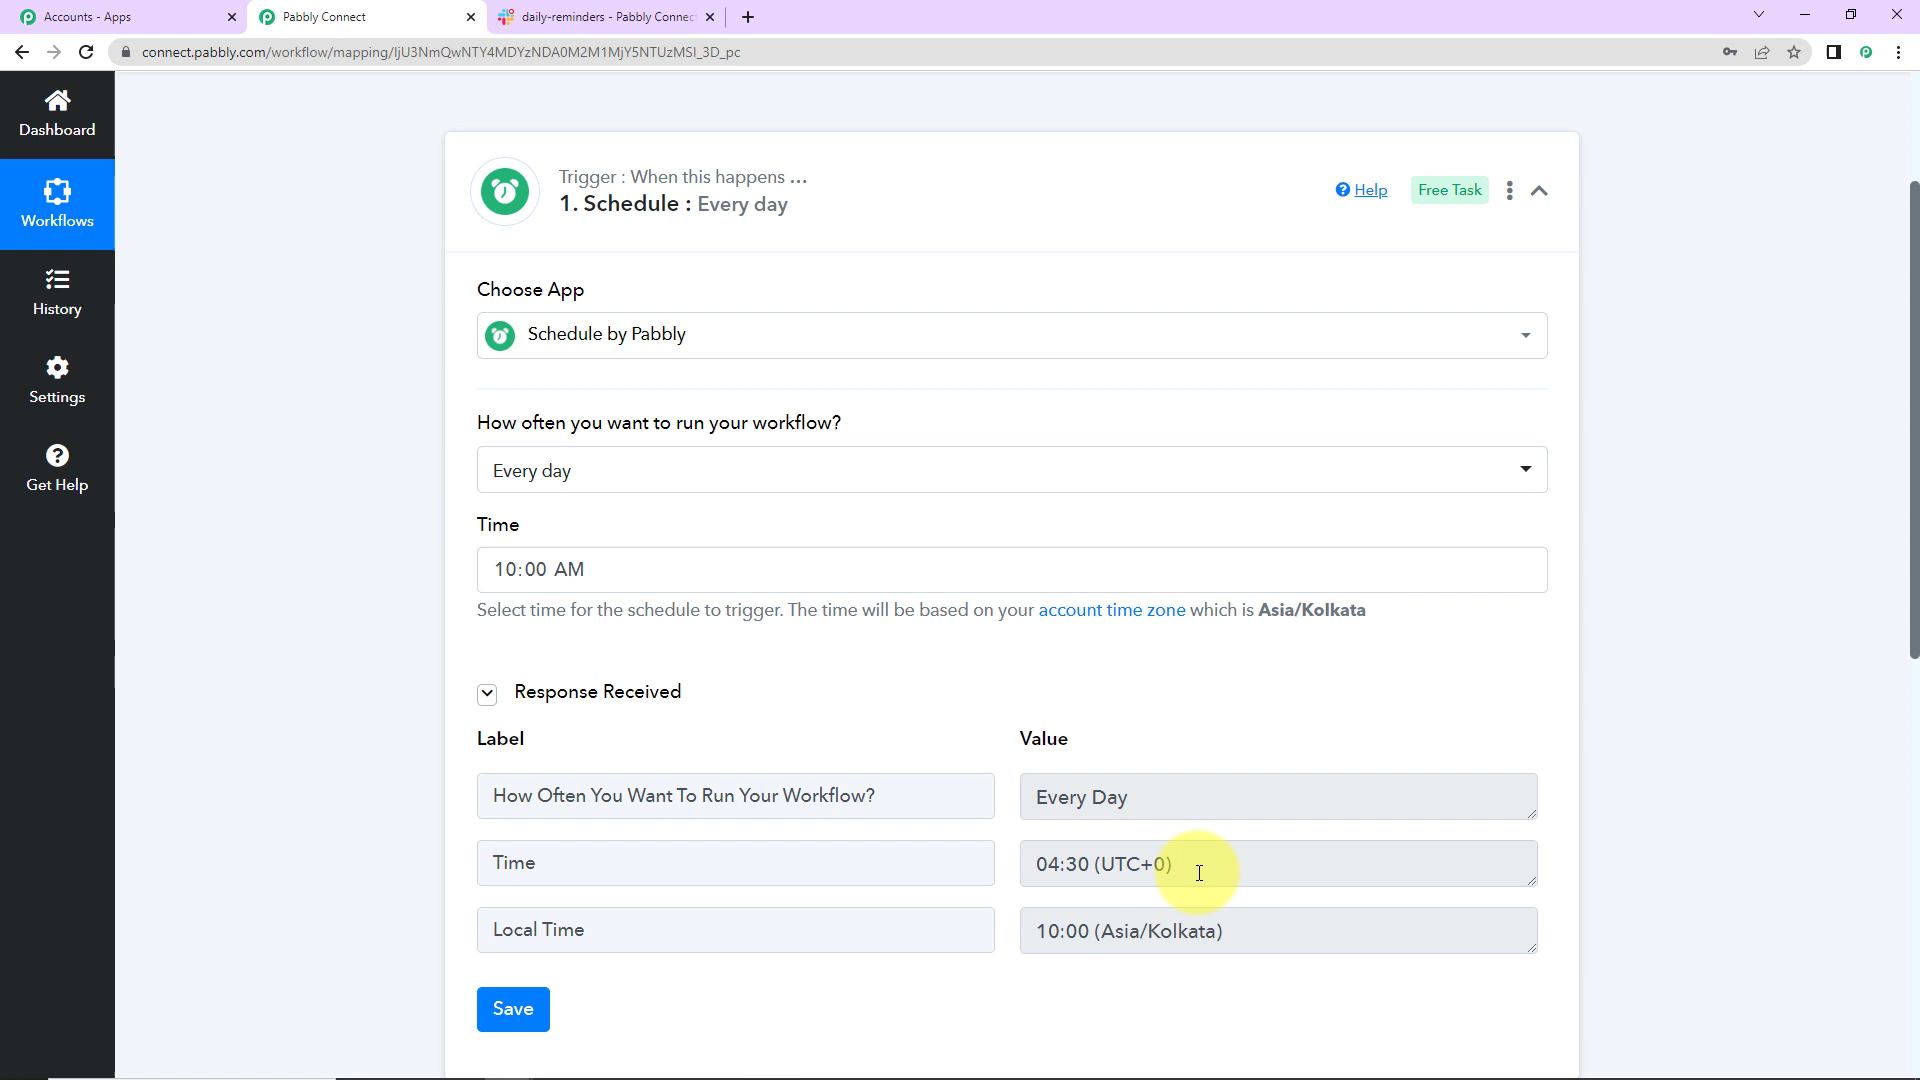 Accounts - Apps
Pabbly Connect
daily-reminders - Pabbly Connec
connect.pabbly.com/workflow/mapping/IjU3NmQwNTY4MDYzNDA0M2M1MjY5NTUzMSI_3D_pc
Dashboard
Workflows
History
Settings
Get Help
Trigger : When this happens ...
1. Schedule : Every day
Help
Free Task
Choose App
Schedule by Pabbly
How often you want to run your workflow?
Every day
Time
10:00 AM
Select time for the schedule to trigger. The time will be based on your account time zone which is Asia/Kolkata
Response Received
Label
Value
How Often You Want To Run Your Workflow?
Every Day
Time
04:30 (UTC+0)
Local Time
10:00 (Asia/Kolkata)
Save